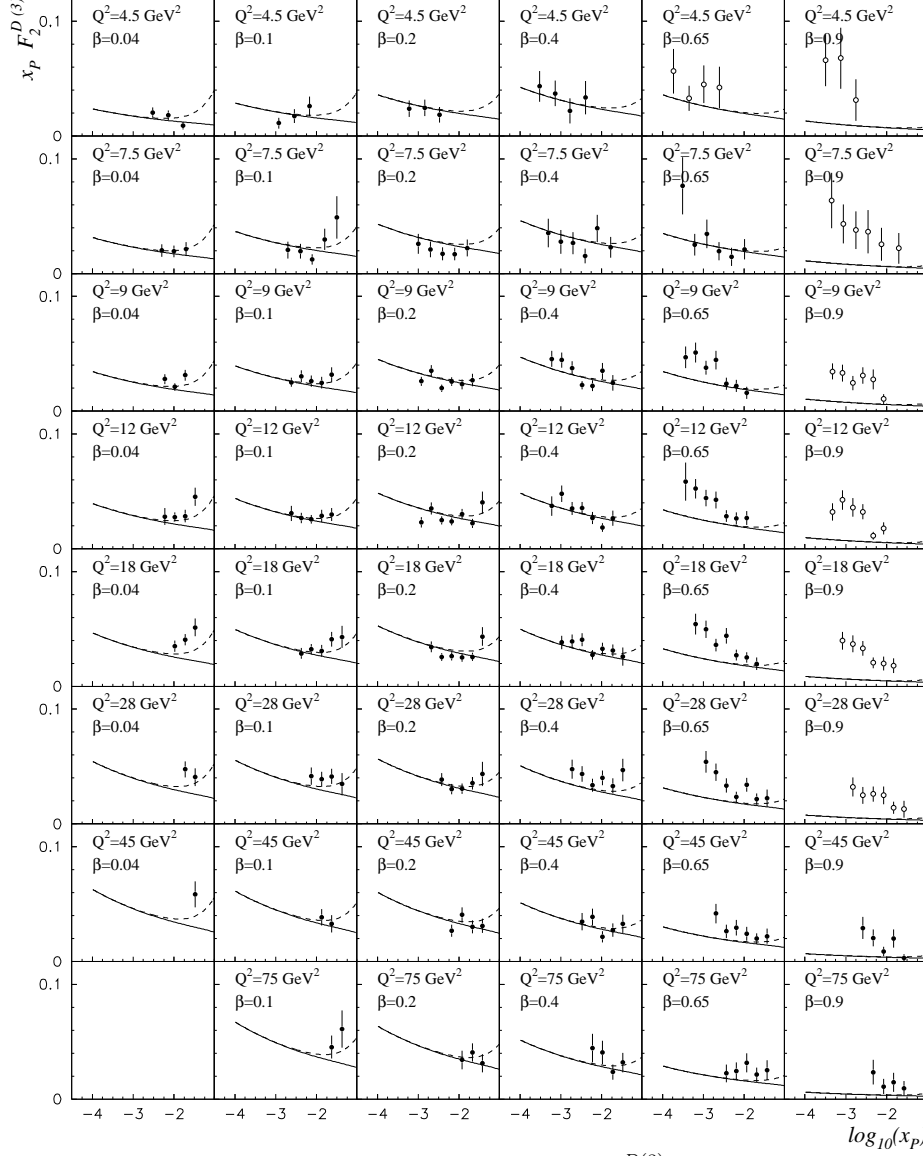 x_P F_2^{D (3)}
0.1
Q²=4.5 GeV² Q²=4.5 GeV² Q²=4.5 GeV² Q²=4.5 GeV² Q²=4.5 GeV² Q²=4.5 GeV²
β=0.04 β=0.1 β=0.2 β=0.4 β=0.65 β=0.9
0
0.1
Q²=7.5 GeV² Q²=7.5 GeV² Q²=7.5 GeV² Q²=7.5 GeV² Q²=7.5 GeV² Q²=7.5 GeV²
β=0.04 β=0.1 β=0.2 β=0.4 β=0.65 β=0.9
0
0.1
Q²=9 GeV² Q²=9 GeV² Q²=9 GeV² Q²=9 GeV² Q²=9 GeV² Q²=9 GeV²
β=0.04 β=0.1 β=0.2 β=0.4 β=0.65 β=0.9
0
0.1
Q²=12 GeV² Q²=12 GeV² Q²=12 GeV² Q²=12 GeV² Q²=12 GeV² Q²=12 GeV²
β=0.04 β=0.1 β=0.2 β=0.4 β=0.65 β=0.9
0
0.1
Q²=18 GeV² Q²=18 GeV² Q²=18 GeV² Q²=18 GeV² Q²=18 GeV² Q²=18 GeV²
β=0.04 β=0.1 β=0.2 β=0.4 β=0.65 β=0.9
0
0.1
Q²=28 GeV² Q²=28 GeV² Q²=28 GeV² Q²=28 GeV² Q²=28 GeV² Q²=28 GeV²
β=0.04 β=0.1 β=0.2 β=0.4 β=0.65 β=0.9
0
0.1
Q²=45 GeV² Q²=45 GeV² Q²=45 GeV² Q²=45 GeV² Q²=45 GeV² Q²=45 GeV²
β=0.04 β=0.1 β=0.2 β=0.4 β=0.65 β=0.9
0
0.1
Q²=75 GeV² Q²=75 GeV² Q²=75 GeV² Q²=75 GeV² Q²=75 GeV²
β=0.1 β=0.2 β=0.4 β=0.65 β=0.9
0
−4 −3 −2 −4 −3 −2 −4 −3 −2 −4 −3 −2 −4 −3 −2 −4 −3 −2
log₁₀(x_P